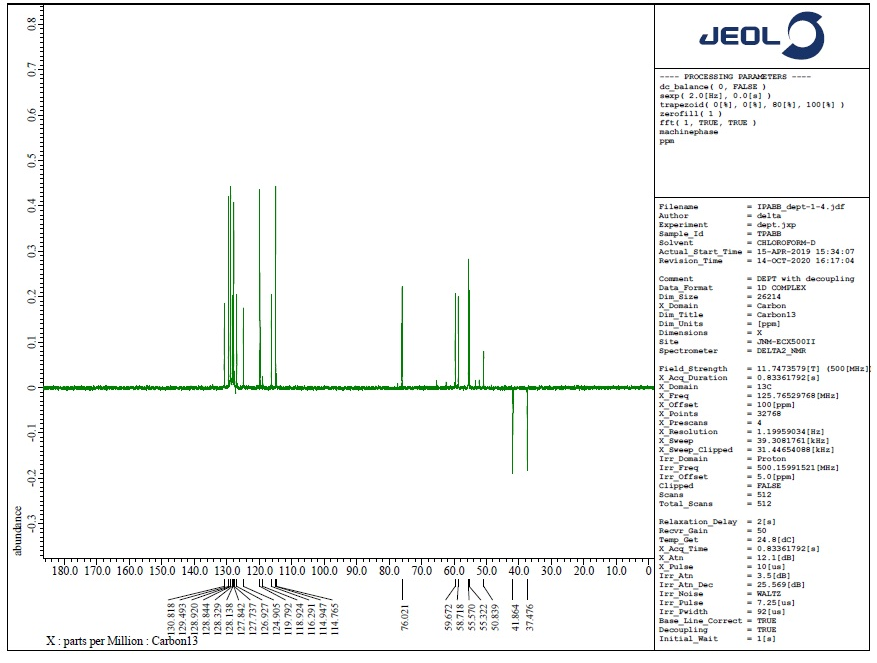 JEOL
---- PROCESSING PARAMETERS ----
dc_balance( 0, FALSE )
sexp( 2.0[Hz], 0.0[s] )
trapezoid( 0[%], 0[%], 80[%], 100[%] )
zerofill( 1 )
fft( 1, TRUE, TRUE )
machinephase
ppm
Filename = IPABB_dept-1-4.jdf
Author = delta
Experiment = dept.jxp
Sample_Id = TPABB
Solvent = CHLOROFORM-D
Actual_Start_Time = 15-APR-2019 15:34:07
Revision_Time = 14-OCT-2020 16:17:04
Comment = DEPT with decoupling
Data_Format = 1D COMPLEX
Dim_Size = 26214
X_Domain = Carbon
Dim_Title = Carbon13
Dim_Units = [ppm]
Dimensions = X
Site = JNM-ECX500II
Spectrometer = DELTA2_NMR
Field_Strength = 11.7473579[T] (500[MHz]
X_Acq_Duration = 0.83361792[s]
X_Domain = 13C
X_Freq = 125.76529768[MHz]
X_Offset = 100[ppm]
X_Points = 32768
X_Prescans = 4
X_Resolution = 1.19959034[Hz]
X_Sweep = 39.3081761[kHz]
X_Sweep_Clipped = 31.44654088[kHz]
Irr_Domain = Proton
Irr_Freq = 500.15991521[MHz]
Irr_Offset = 5.0[ppm]
Clipped = FALSE
Scans = 512
Total_Scans = 512
Relaxation_Delay = 2[s]
Recvr_Gain = 50
Temp_Get = 24.8[dC]
X_Acq_Time = 0.83361792[s]
X_Atn = 12.1[dB]
X_Pulse = 10[us]
Irr_Atn = 3.5[dB]
Irr_Atn_Dec = 25.569[dB]
Irr_Noise = WALTZ
Irr_Pulse = 7.25[us]
Irr_Pwidth = 92[us]
Base_Line_Correct = TRUE
Decoupling = TRUE
Initial_Wait = 1[s]
0.8
0.7
0.6
0.5
0.4
0.3
0.2
0.1
0
-0.1
-0.2
-0.3
abundance
180.0 170.0 160.0 150.0 140.0 130.0 120.0 110.0 100.0 90.0 80.0 70.0 60.0 50.0 40.0 30.0 20.0 10.0 0
130.818
129.493
128.920
128.844
128.329
128.138
127.842
127.737
126.927
124.905
119.792
118.924
116.291
114.947
114.765
76.021
59.672
58.718
55.570
55.322
50.839
41.864
37.476
X : parts per Million : Carbon13